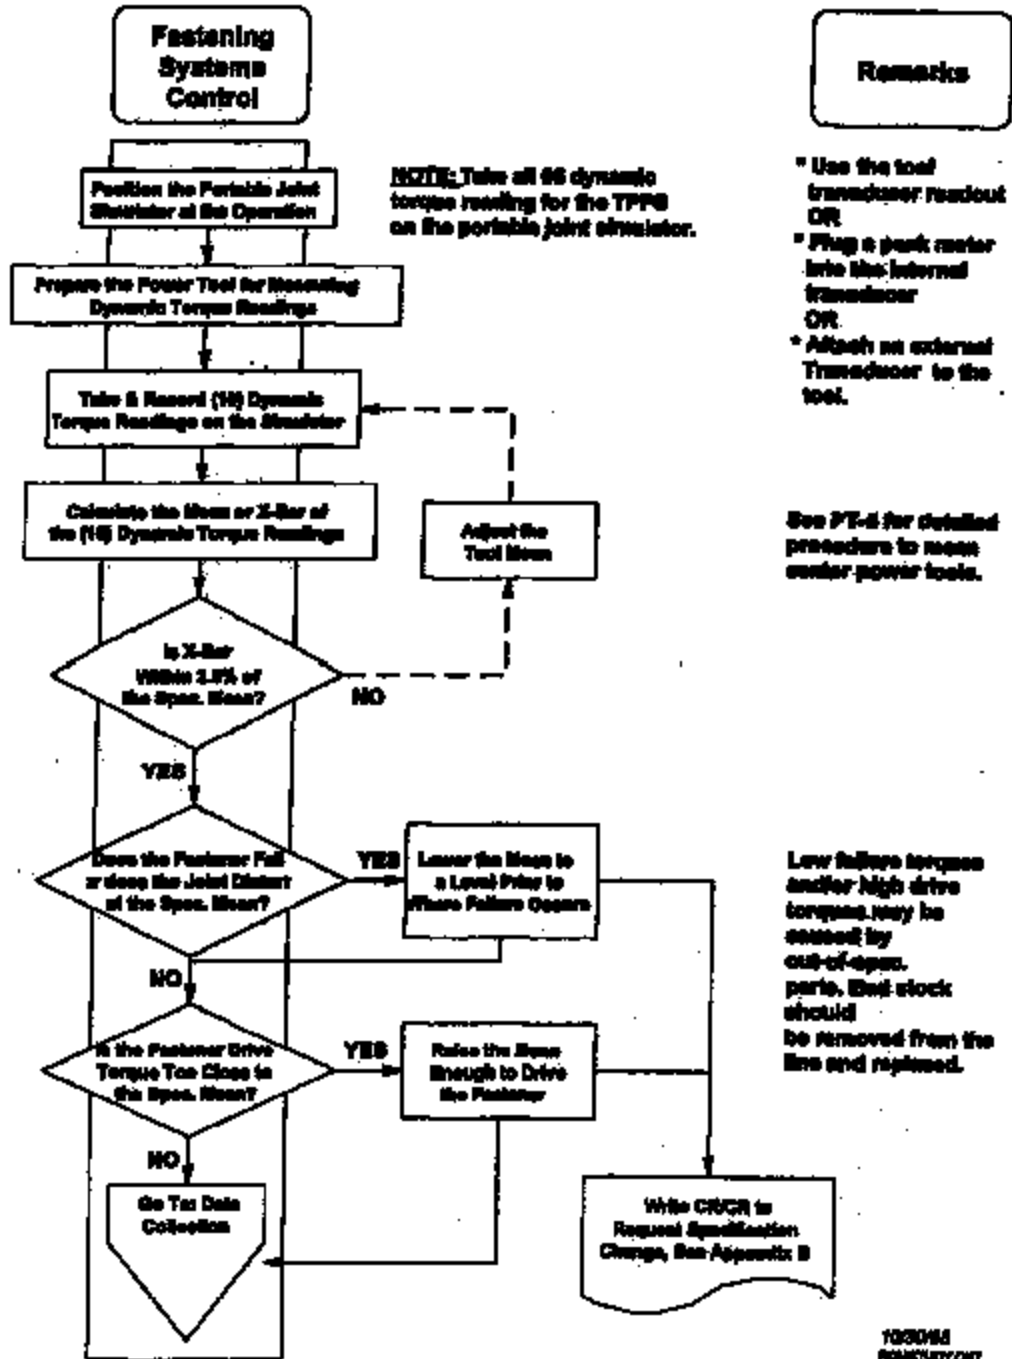 Fastening
Systems
Control
Remarks
Position the Portable Joint
Simulator at the Operation
NOTE: Take all dynamic
torque reading for the
on the portable joint simulator.
* Use the tool
transducer readout
OR
* Plug a peak meter
into the internal
transducer
OR
* Attach an external
Transducer to the
tool.
Prepare the Power Tool for Measuring
Dynamic Torque Readings
Take & Record (10) Dynamic
Torque Readings on the Simulator
Calculate the Mean or X-Bar of
the (10) Dynamic Torque Readings
Adjust the
Tool Mean
See for detailed
procedure to mean
center power tools.
Is X-Bar
Within of
the Spec. Mean?
NO
YES
Does the Fastener Fail
or does the Joint Distort
at the Spec. Mean?
YES
Lower the Mean to
a Level Prior to
Where Failure Occurs
Low failure torques
and/or high drive
torques may be
caused by
out-of-spec.
parts. Bad stock
should
be removed from the
line and replaced.
NO
Is the Fastener Drive
Torque Too Close to
the Spec. Mean?
YES
Raise the Mean
Enough to Drive
the Fastener
NO
Go To: Data
Collection
Write to
Request Specification
Change, See Appendix B